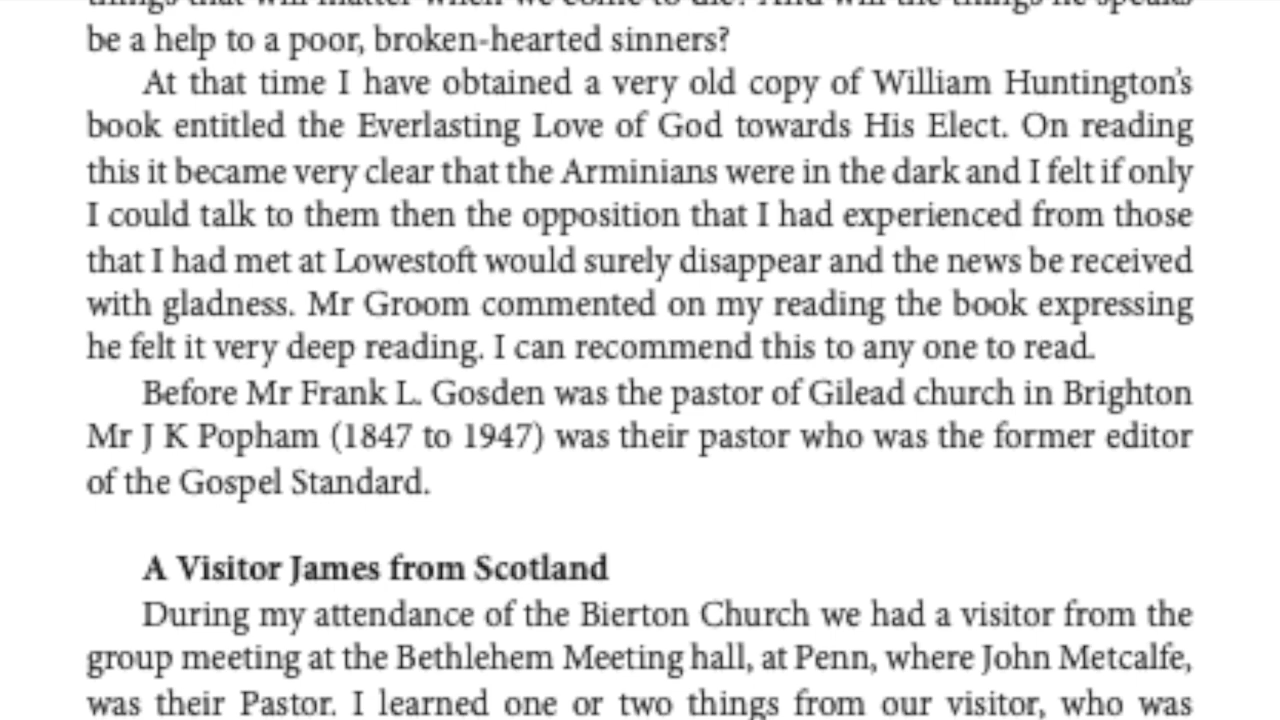 things that will matter when we come to die? And will the things he speaks
be a help to a poor, broken-hearted sinners?
At that time I have obtained a very old copy of William Huntington's
book entitled the Everlasting Love of God towards His Elect. On reading
this it became very clear that the Arminians were in the dark and I felt if only
I could talk to them then the opposition that I had experienced from those
that I had met at Lowestoft would surely disappear and the news be received
with gladness. Mr Groom commented on my reading the book expressing
he felt it very deep reading. I can recommend this to any one to read.
Before Mr Frank L. Gosden was the pastor of Gilead church in Brighton
Mr J K Popham (1847 to 1947) was their pastor who was the former editor
of the Gospel Standard.
A Visitor James from Scotland
During my attendance of the Bierton Church we had a visitor from the
group meeting at the Bethlehem Meeting hall, at Penn, where John Metcalfe,
was their Pastor. I learned one or two things from our visitor, who was